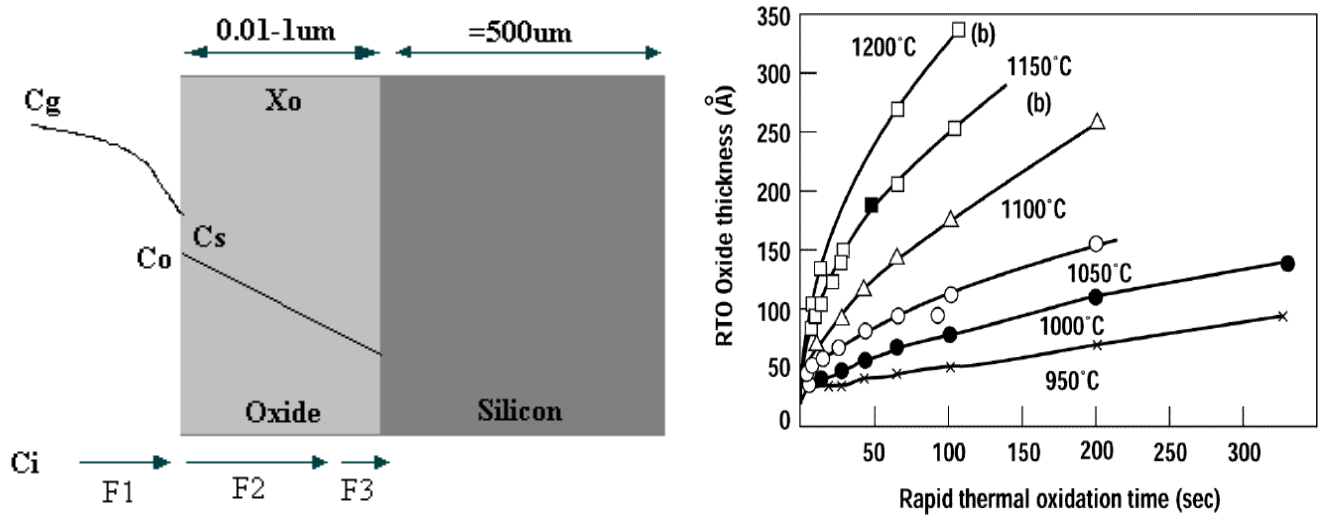 0.01-1um
=500um
Cg
Xo
Cs
Co
Oxide
Silicon
Ci
F1
F2
F3
RTO Oxide thickness (Å)
350
300
250
200
150
100
50
0
1200°C
(b)
1150°C
(b)
1100°C
1050°C
1000°C
950°C
50
100
150
200
250
300
Rapid thermal oxidation time (sec)